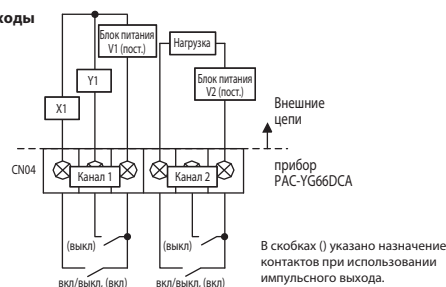 ходы
Блок питания
V1 (пост.)
Нагрузка
Y1
Блок питания
V2 (пост.)
X1
Внешние
цепи
CN04
Канал 1
Канал 2
прибор
PAC-YG66DCA
(выкл)
(выкл)
вкл/выкл, (вкл)
вкл/выкл, (вкл)
В скобках () указано назначение
контактов при использовании
импульсного выхода.